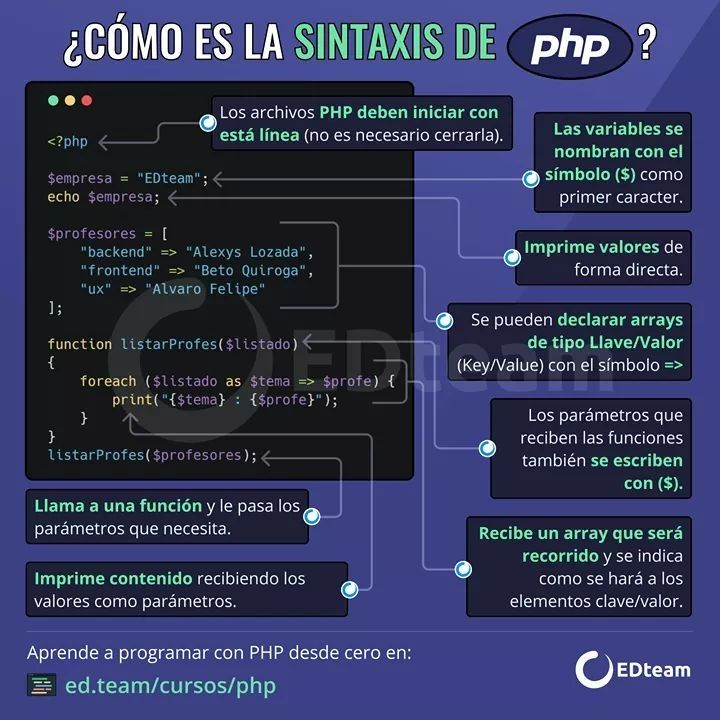 ¿CÓMO ES LA SINTAXIS DE php ?
Los archivos PHP deben iniciar con
está línea (no es necesario cerrarla).
<?php
Las variables se
nombran con el
símbolo ($) como
primer caracter.
$empresa = "EDteam";
echo $empresa;
Imprime valores de
forma directa.
$profesores = [
"backend" => "Alexys Lozada",
"frontend" => "Beto Quiroga",
"ux" => "Alvaro Felipe"
];
Se pueden declarar arrays
de tipo Llave/Valor
(Key/Value) con el símbolo =>
function listarProfes($listado)
{
foreach ($listado as $tema => $profe) {
print("{$tema} : {$profe}");
}
}
listarProfes($profesores);
EDteam
Los parámetros que
reciben las funciones
también se escriben
con ($).
Llama a una función y le pasa los
parámetros que necesita.
Recibe un array que será
recorrido y se indica
como se hará a los
elementos clave/valor.
Imprime contenido recibiendo los
valores como parámetros.
Aprende a programar con PHP desde cero en:
ed.team/cursos/php
EDteam